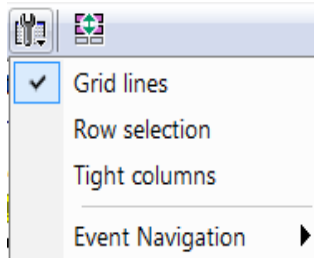 Grid lines
Row selection
Tight columns
Event Navigation